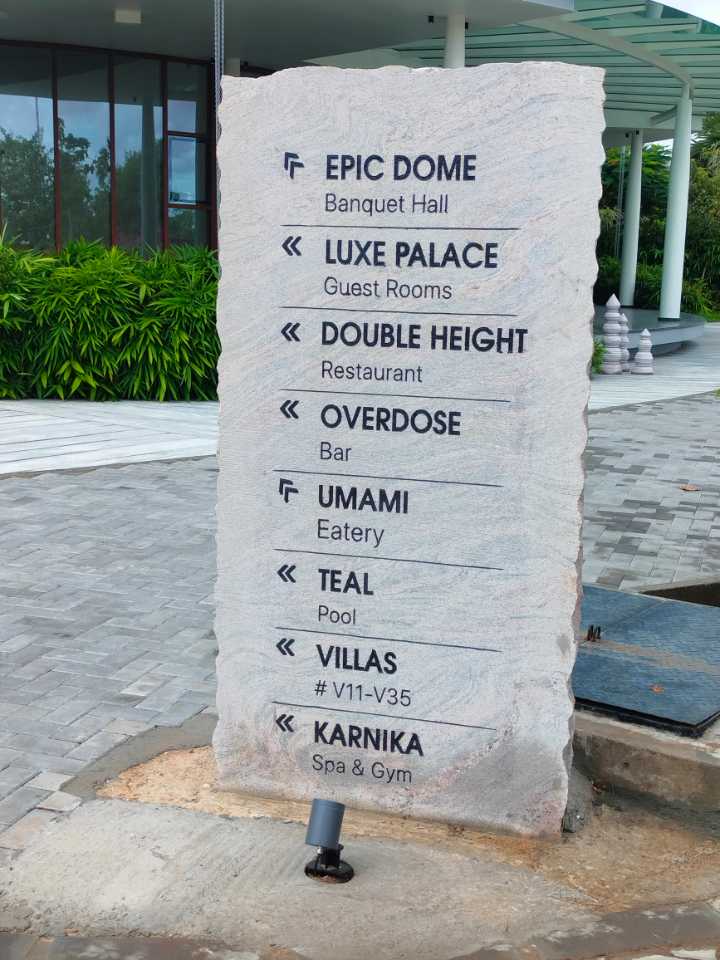 EPIC DOME
Banquet Hall
LUXE PALACE
Guest Rooms
DOUBLE HEIGHT
Restaurant
OVERDOSE
Bar
UMAMI
Eatery
TEAL
Pool
VILLAS
# V11-V35
KARNIKA
Spa & Gym